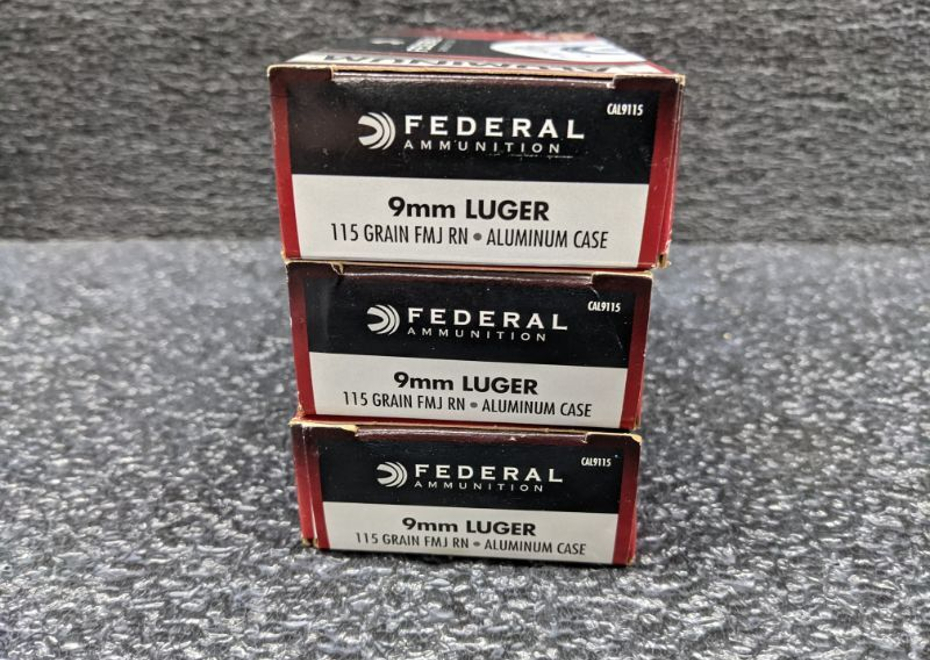 ALUMINUM
CAL9115
FEDERAL
AMMUNITION
9mm LUGER
115 GRAIN FMJ RN • ALUMINUM CASE
CAL9115
FEDERAL
AMMUNITION
9mm LUGER
115 GRAIN FMJ RN • ALUMINUM CASE
CAL9115
FEDERAL
AMMUNITION
9mm LUGER
115 GRAIN FMJ RN • ALUMINUM CASE